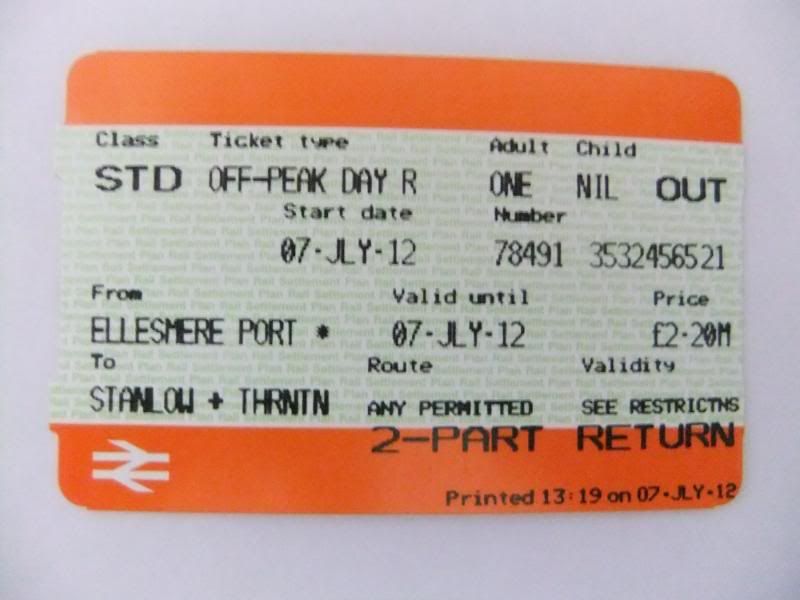 Class Ticket type Adult Child
STD OFF-PEAK DAY R ONE NIL OUT
Start date Number
07-JLY-12 78491 3532456521
From Valid until Price
ELLESMERE PORT * 07-JLY-12 £2·20M
To Route Validity
STANLOW + THRNTN ANY PERMITTED SEE RESTRICTNS
2-PART RETURN
Printed 13:19 on 07-JLY-12